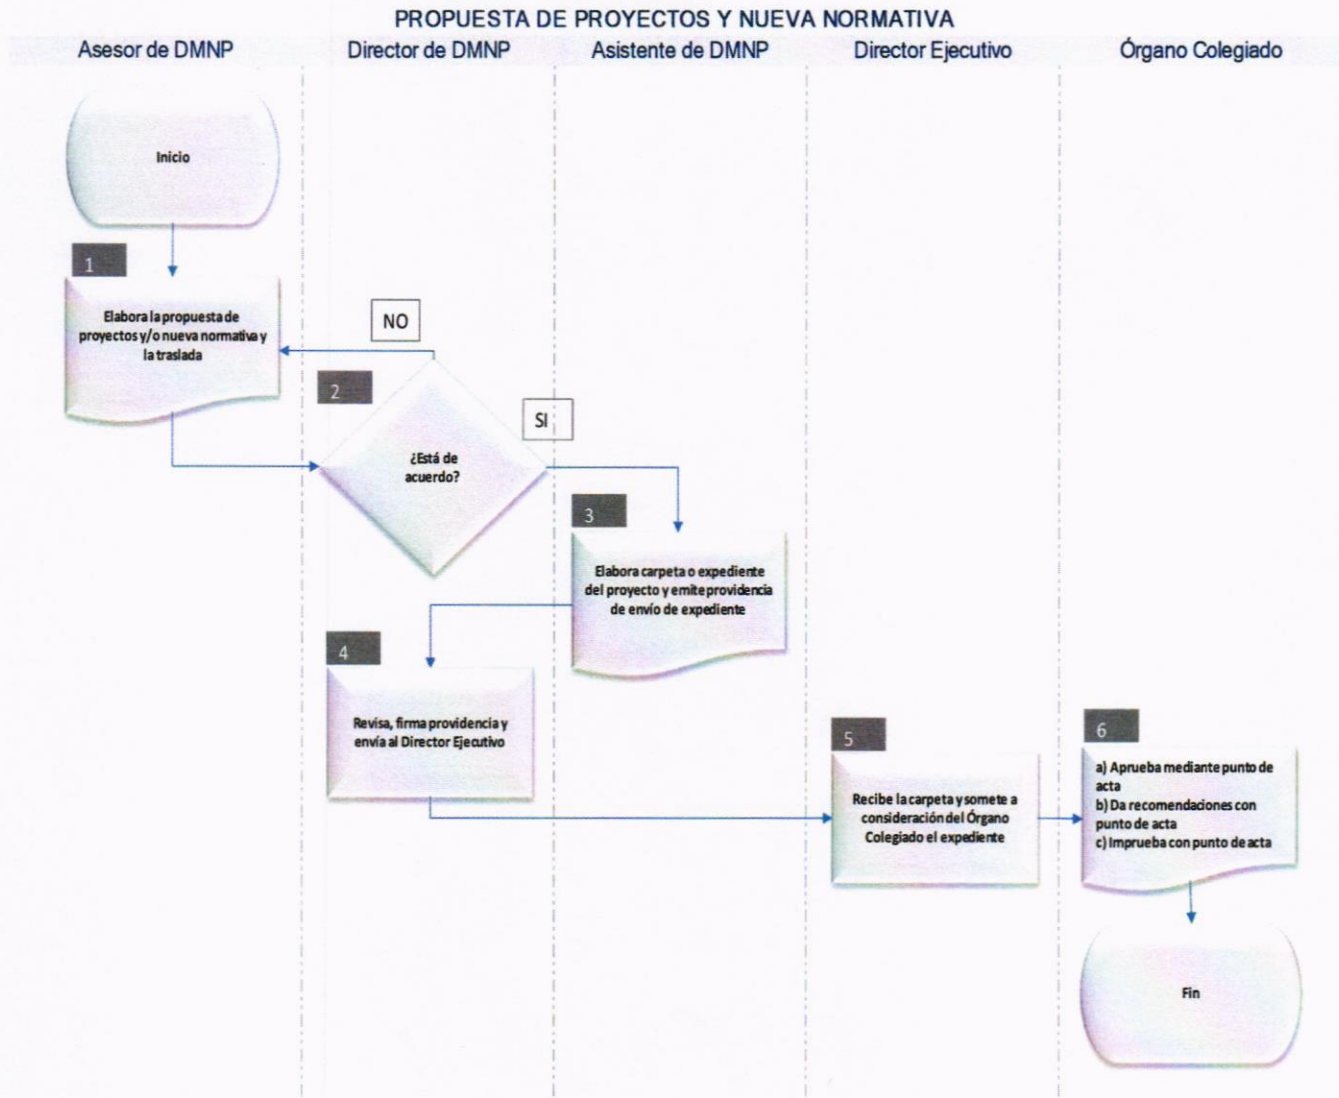 PROPUESTA DE PROYECTOS Y NUEVA NORMATIVA
Asesor de DMNP
Director de DMNP
Asistente de DMNP
Director Ejecutivo
Órgano Colegiado
Inicio
1
Elabora la propuesta de
proyectos y/o nueva normativa y
la traslada
NO
2
¿Está de
acuerdo?
SI
3
Elabora carpeta o expediente
del proyecto y emite providencia
de envío de expediente
4
Revisa, firma providencia y
envía al Director Ejecutivo
5
Recibe la carpeta y somete a
consideración del Órgano
Colegiado el expediente
6
a) Aprueba mediante punto de
acta
b) Da recomendaciones con
punto de acta
c) Imprueba con punto de acta
Fin